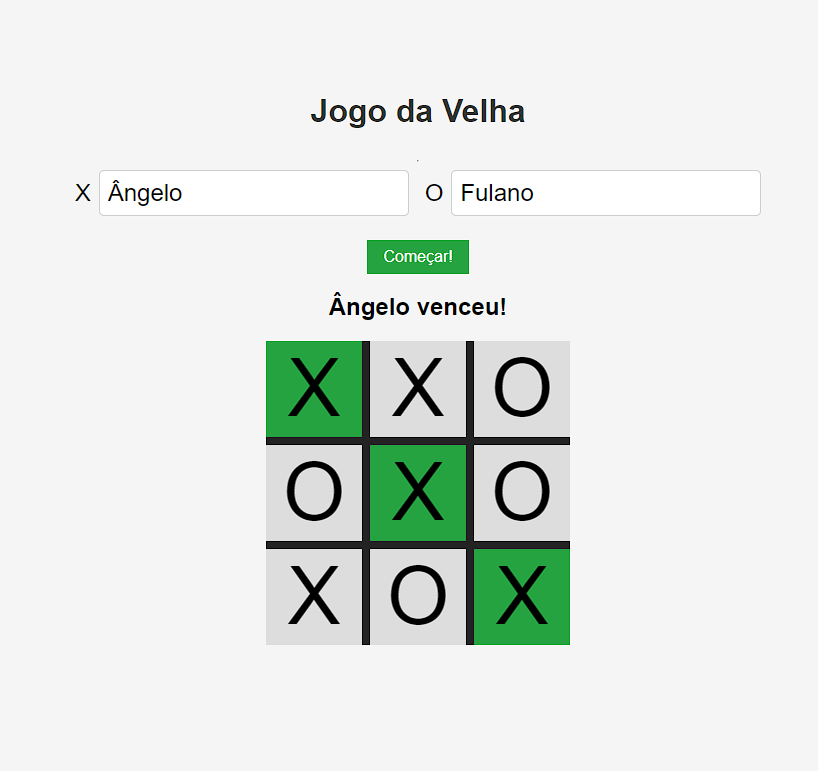 Jogo da Velha
X Ângelo O Fulano
Começar!
Ângelo venceu!
X X O
O X O
X O X